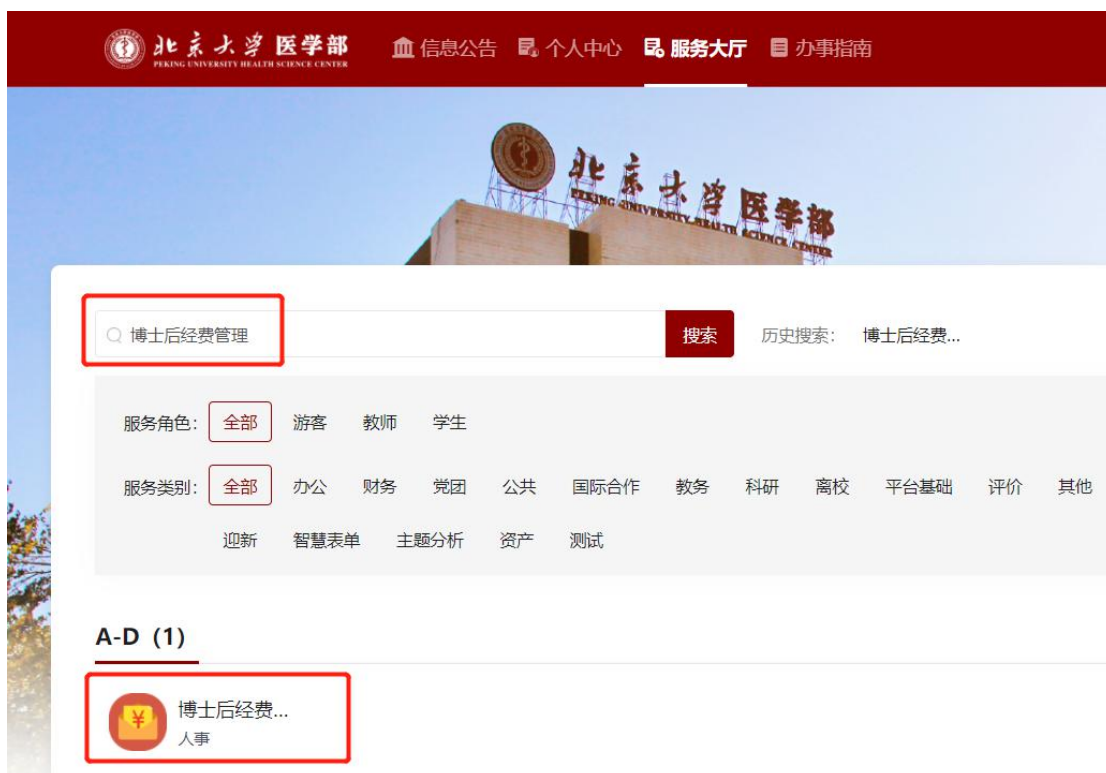 北京大学医学部 信息公告 个人中心 服务大厅 办事指南
PEKING UNIVERSITY HEALTH SCIENCE CENTER
北京大学医学部
PEKING UNIVERSITY HEALTH SCIENCE CENTER
博士后经费管理 搜索 历史搜索: 博士后经费...
服务角色: 全部 游客 教师 学生
服务类别: 全部 办公 财务 党团 公共 国际合作 教务 科研 离校 平台基础 评价 其他
迎新 智慧表单 主题分析 资产 测试
A-D (1)
¥ 博士后经费...
人事